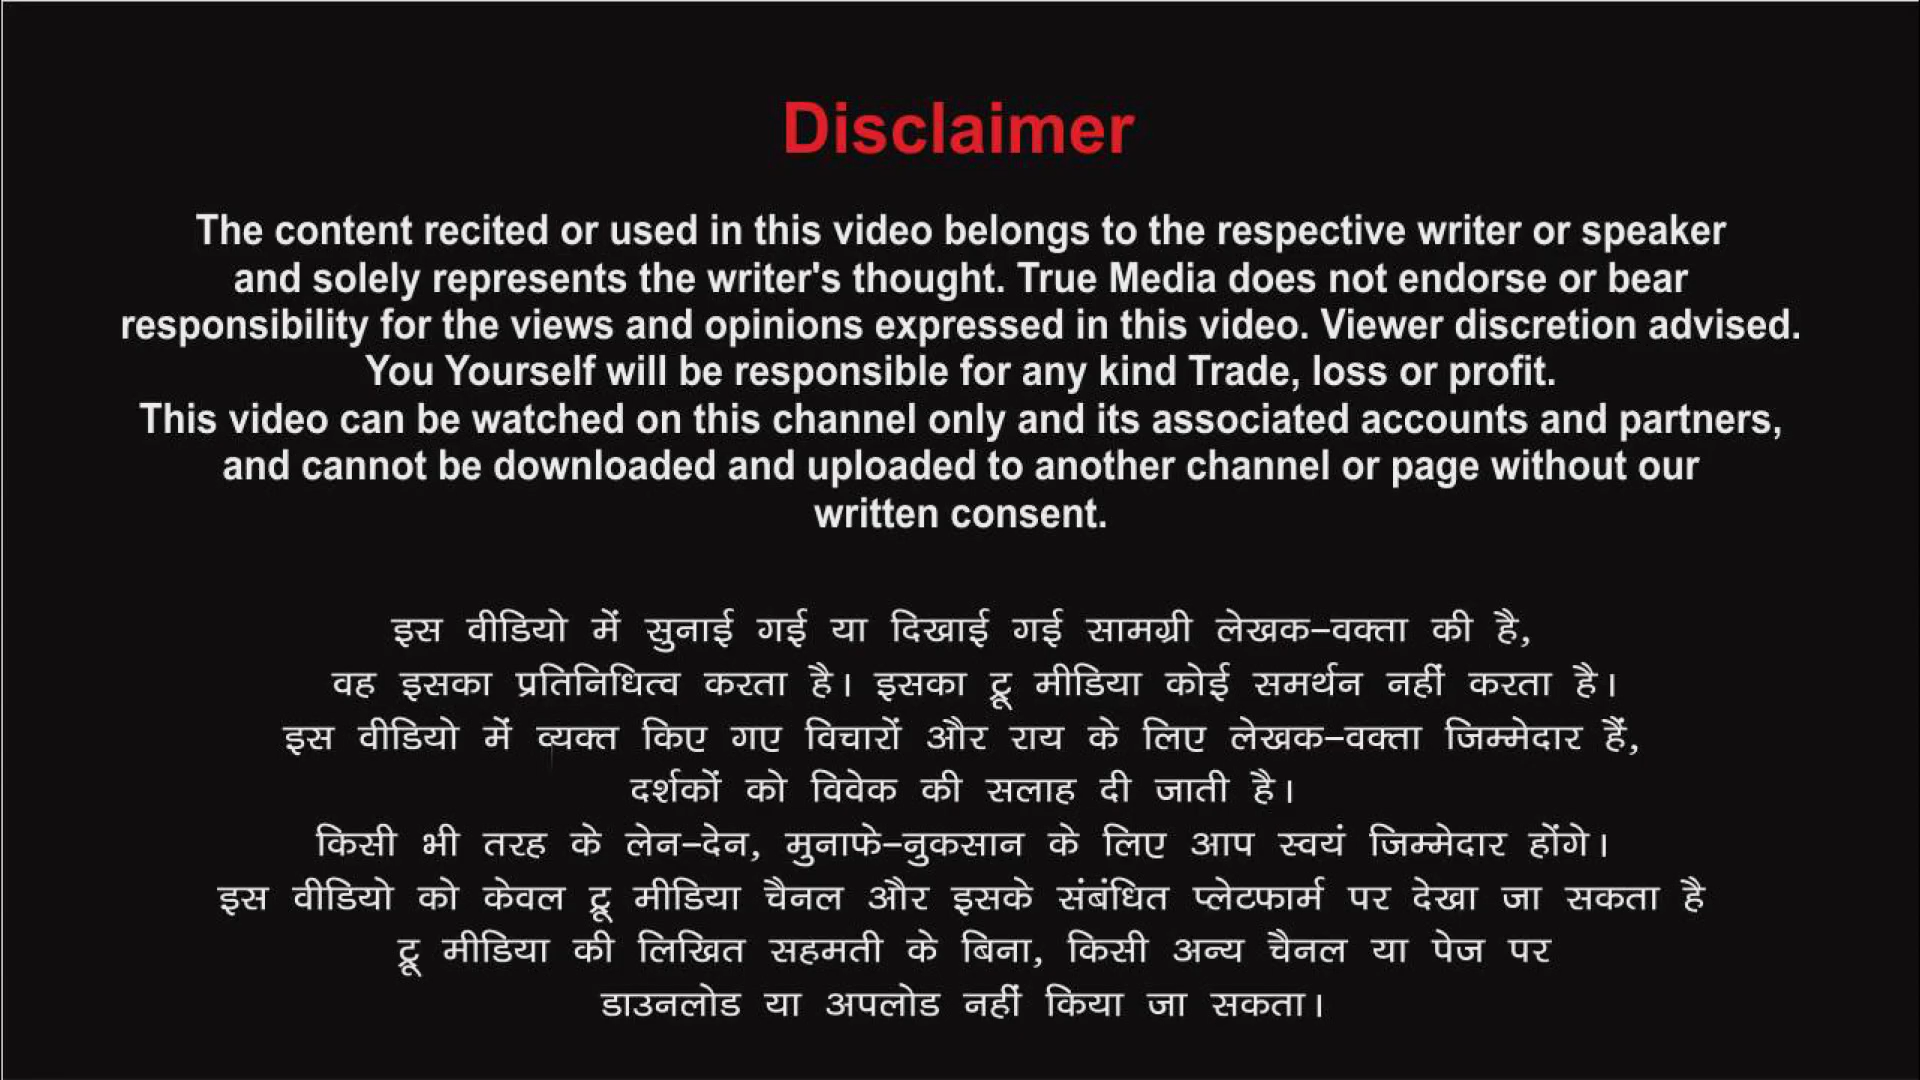 Disclaimer
The content recited or used in this video belongs to the respective writer or speaker
and solely represents the writer's thought. True Media does not endorse or bear
responsibility for the views and opinions expressed in this video. Viewer discretion advised.
You Yourself will be responsible for any kind Trade, loss or profit.
This video can be watched on this channel only and its associated accounts and partners,
and cannot be downloaded and uploaded to another channel or page without our
written consent.
इस वीडियो में सुनाई गई या दिखाई गई सामग्री लेखक–वक्ता की है,
वह इसका प्रतिनिधित्व करता है। इसका ट्रू मीडिया कोई समर्थन नहीं करता है।
इस वीडियो में व्यक्त किए गए विचारों और राय के लिए लेखक–वक्ता जिम्मेदार हैं,
दर्शकों को विवेक की सलाह दी जाती है।
किसी भी तरह के लेन–देन, मुनाफे–नुकसान के लिए आप स्वयं जिम्मेदार होंगे।
इस वीडियो को केवल ट्रू मीडिया चैनल और इसके संबंधित प्लेटफार्म पर देखा जा सकता है
ट्रू मीडिया की लिखित सहमती के बिना, किसी अन्य चैनल या पेज पर
डाउनलोड या अपलोड नहीं किया जा सकता।